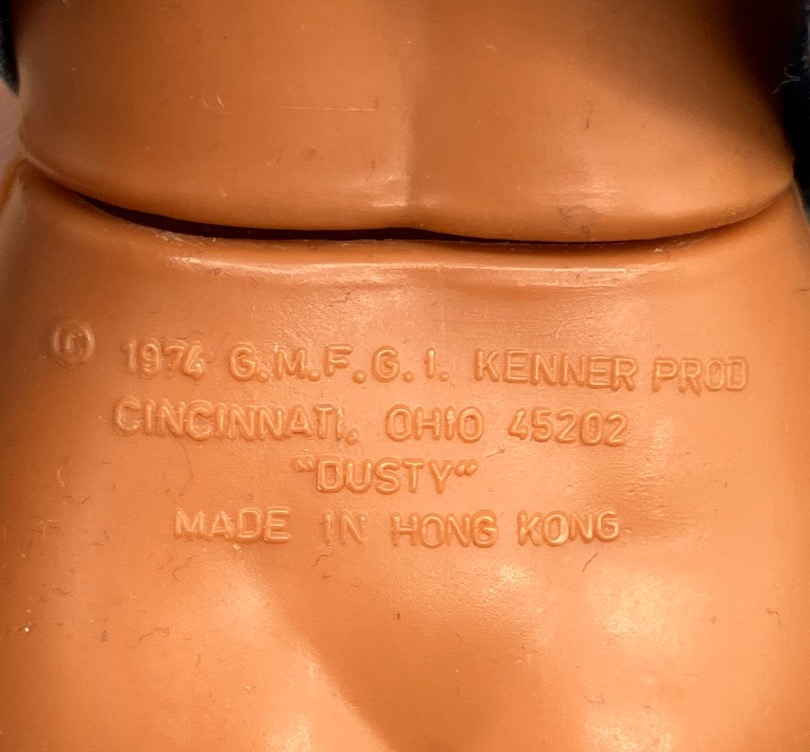 © 1974 G.M.F.G.I. KENNER PROD
CINCINNATI, OHIO 45202
"DUSTY"
MADE IN HONG KONG